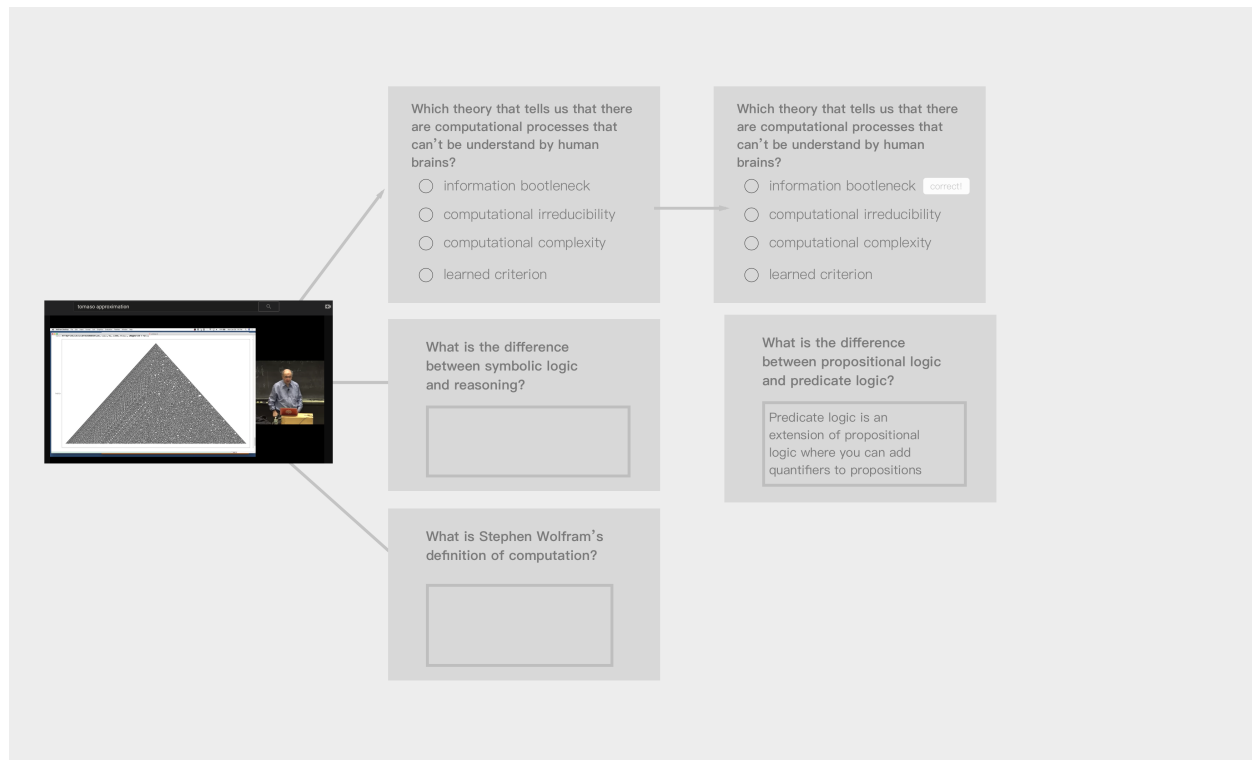 Which theory that tells us that there
are computational processes that
can't be understand by human
brains?
information bootleneck
computational irreducibility
computational complexity
learned criterion
Which theory that tells us that there
are computational processes that
can't be understand by human
brains?
information bootleneck correct!
computational irreducibility
computational complexity
learned criterion
tomaso approximation
What is the difference
between symbolic logic
and reasoning?
What is the difference
between propositional logic
and predicate logic?
Predicate logic is an
extension of propositional
logic where you can add
quantifiers to propositions
What is Stephen Wolfram's
definition of computation?